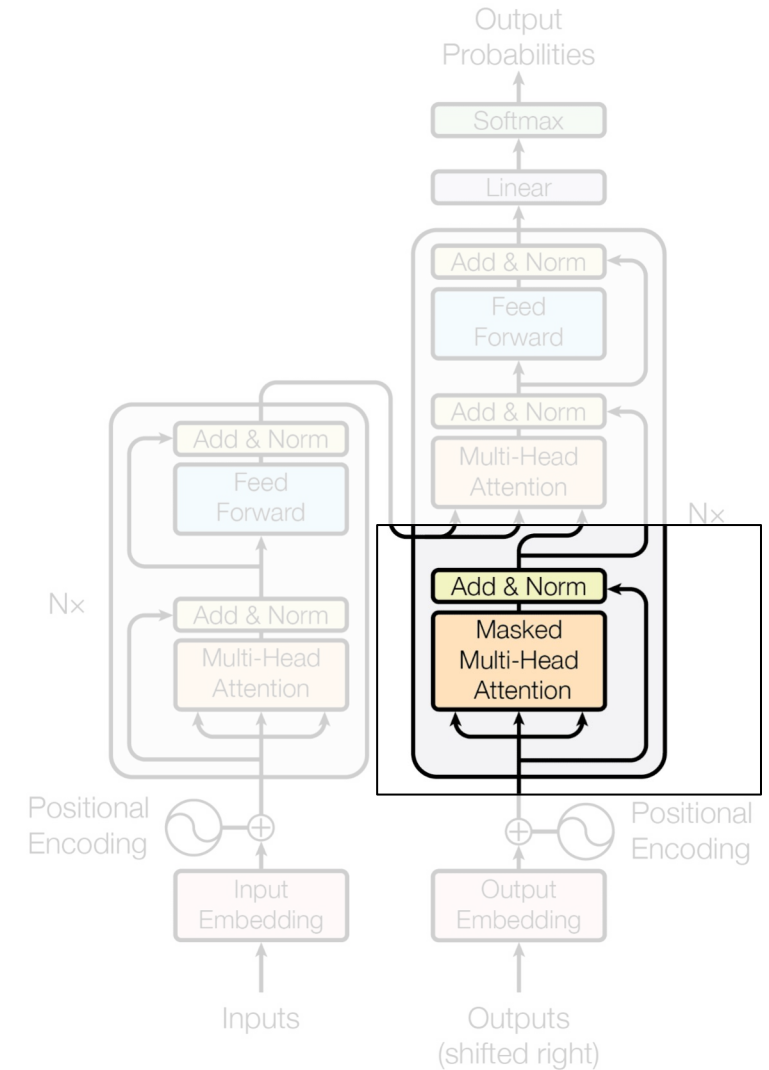 Output
Probabilities
Softmax
Linear
Add & Norm
Feed
Forward
Add & Norm
Multi-Head
Attention
N×
Add & Norm
Masked
Multi-Head
Attention
Add & Norm
Feed
Forward
Nx
Add & Norm
Multi-Head
Attention
Positional
Encoding
Positional
Encoding
Input
Embedding
Output
Embedding
Inputs
Outputs
(shifted right)